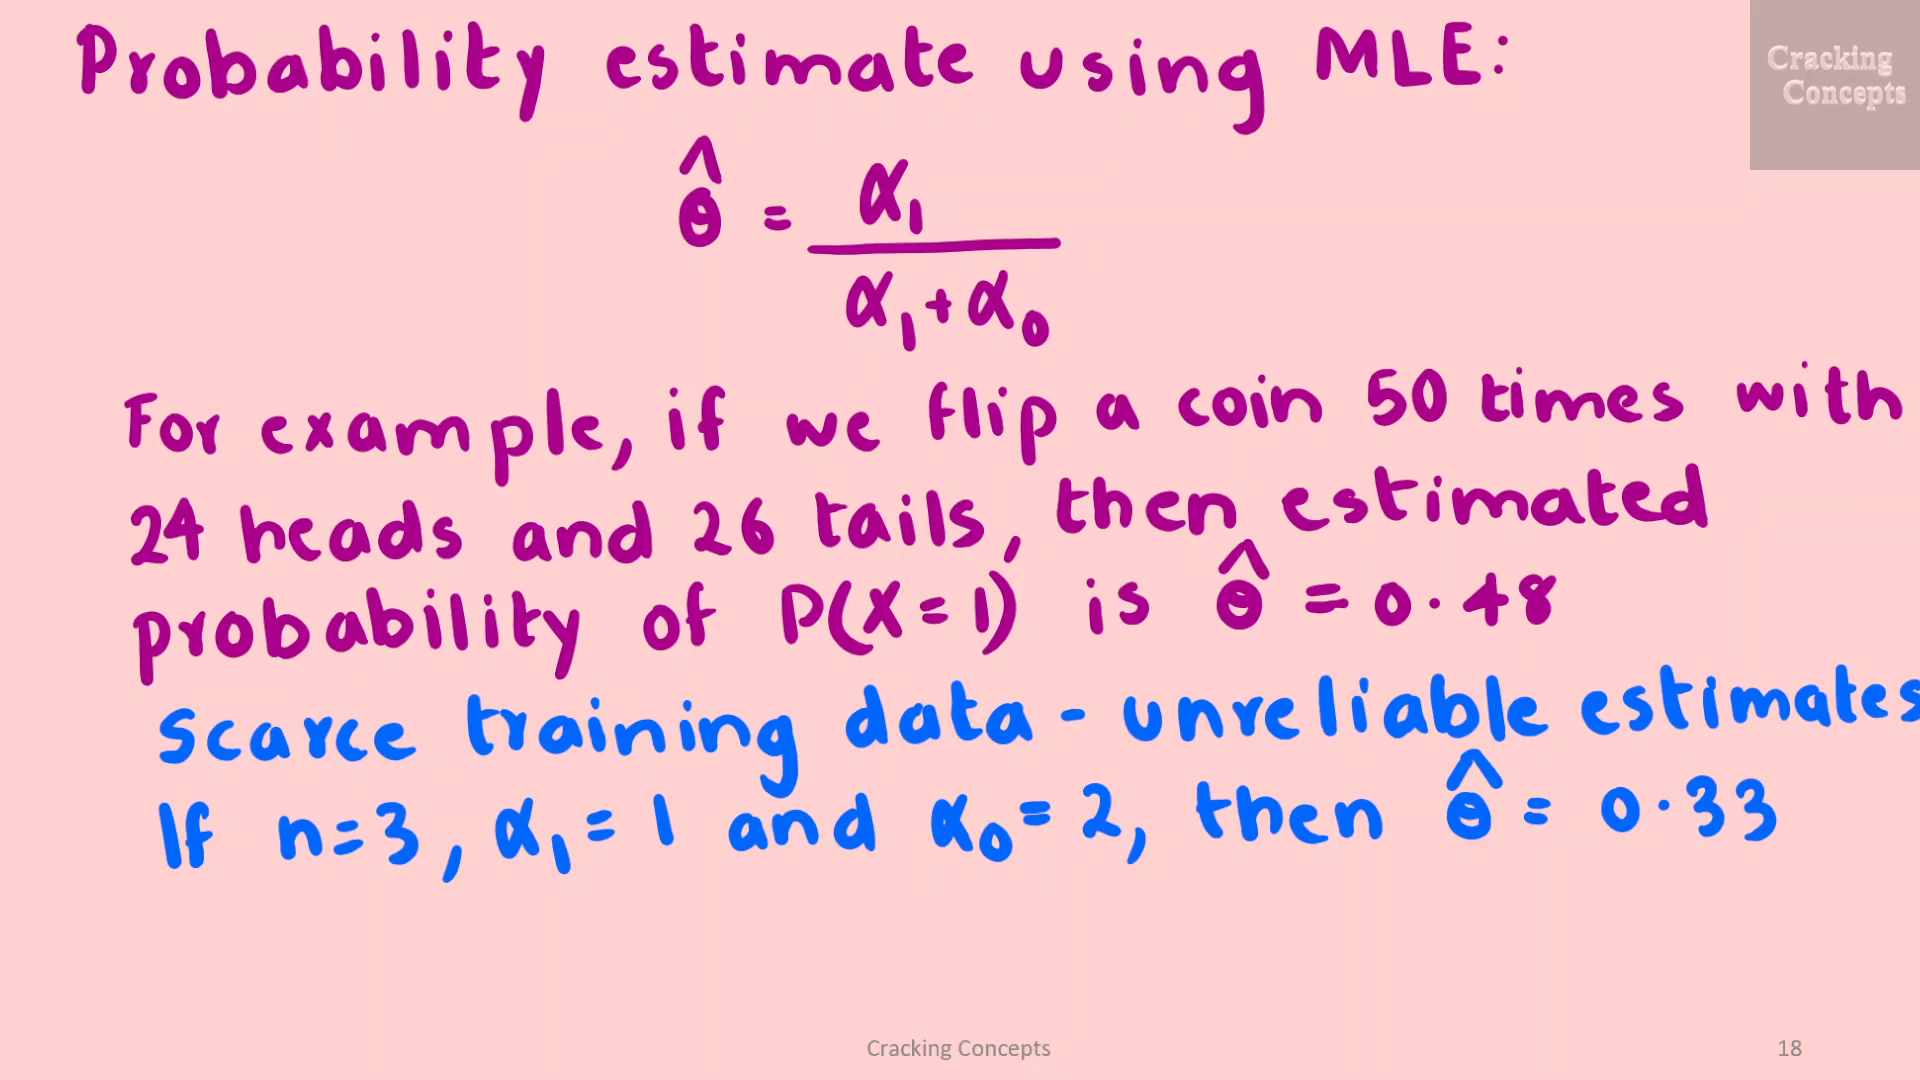 Probability estimate using MLE:
Cracking
Concepts
θ̂ = α₁ / (α₁ + α₀)
For example, if we flip a coin 50 times with
24 heads and 26 tails, then estimated
probability of P(X=1) is θ̂ = 0.48
Scarce training data - unreliable estimates
If n=3, α₁ = 1 and α₀ = 2, then θ̂ = 0.33
Cracking Concepts
18